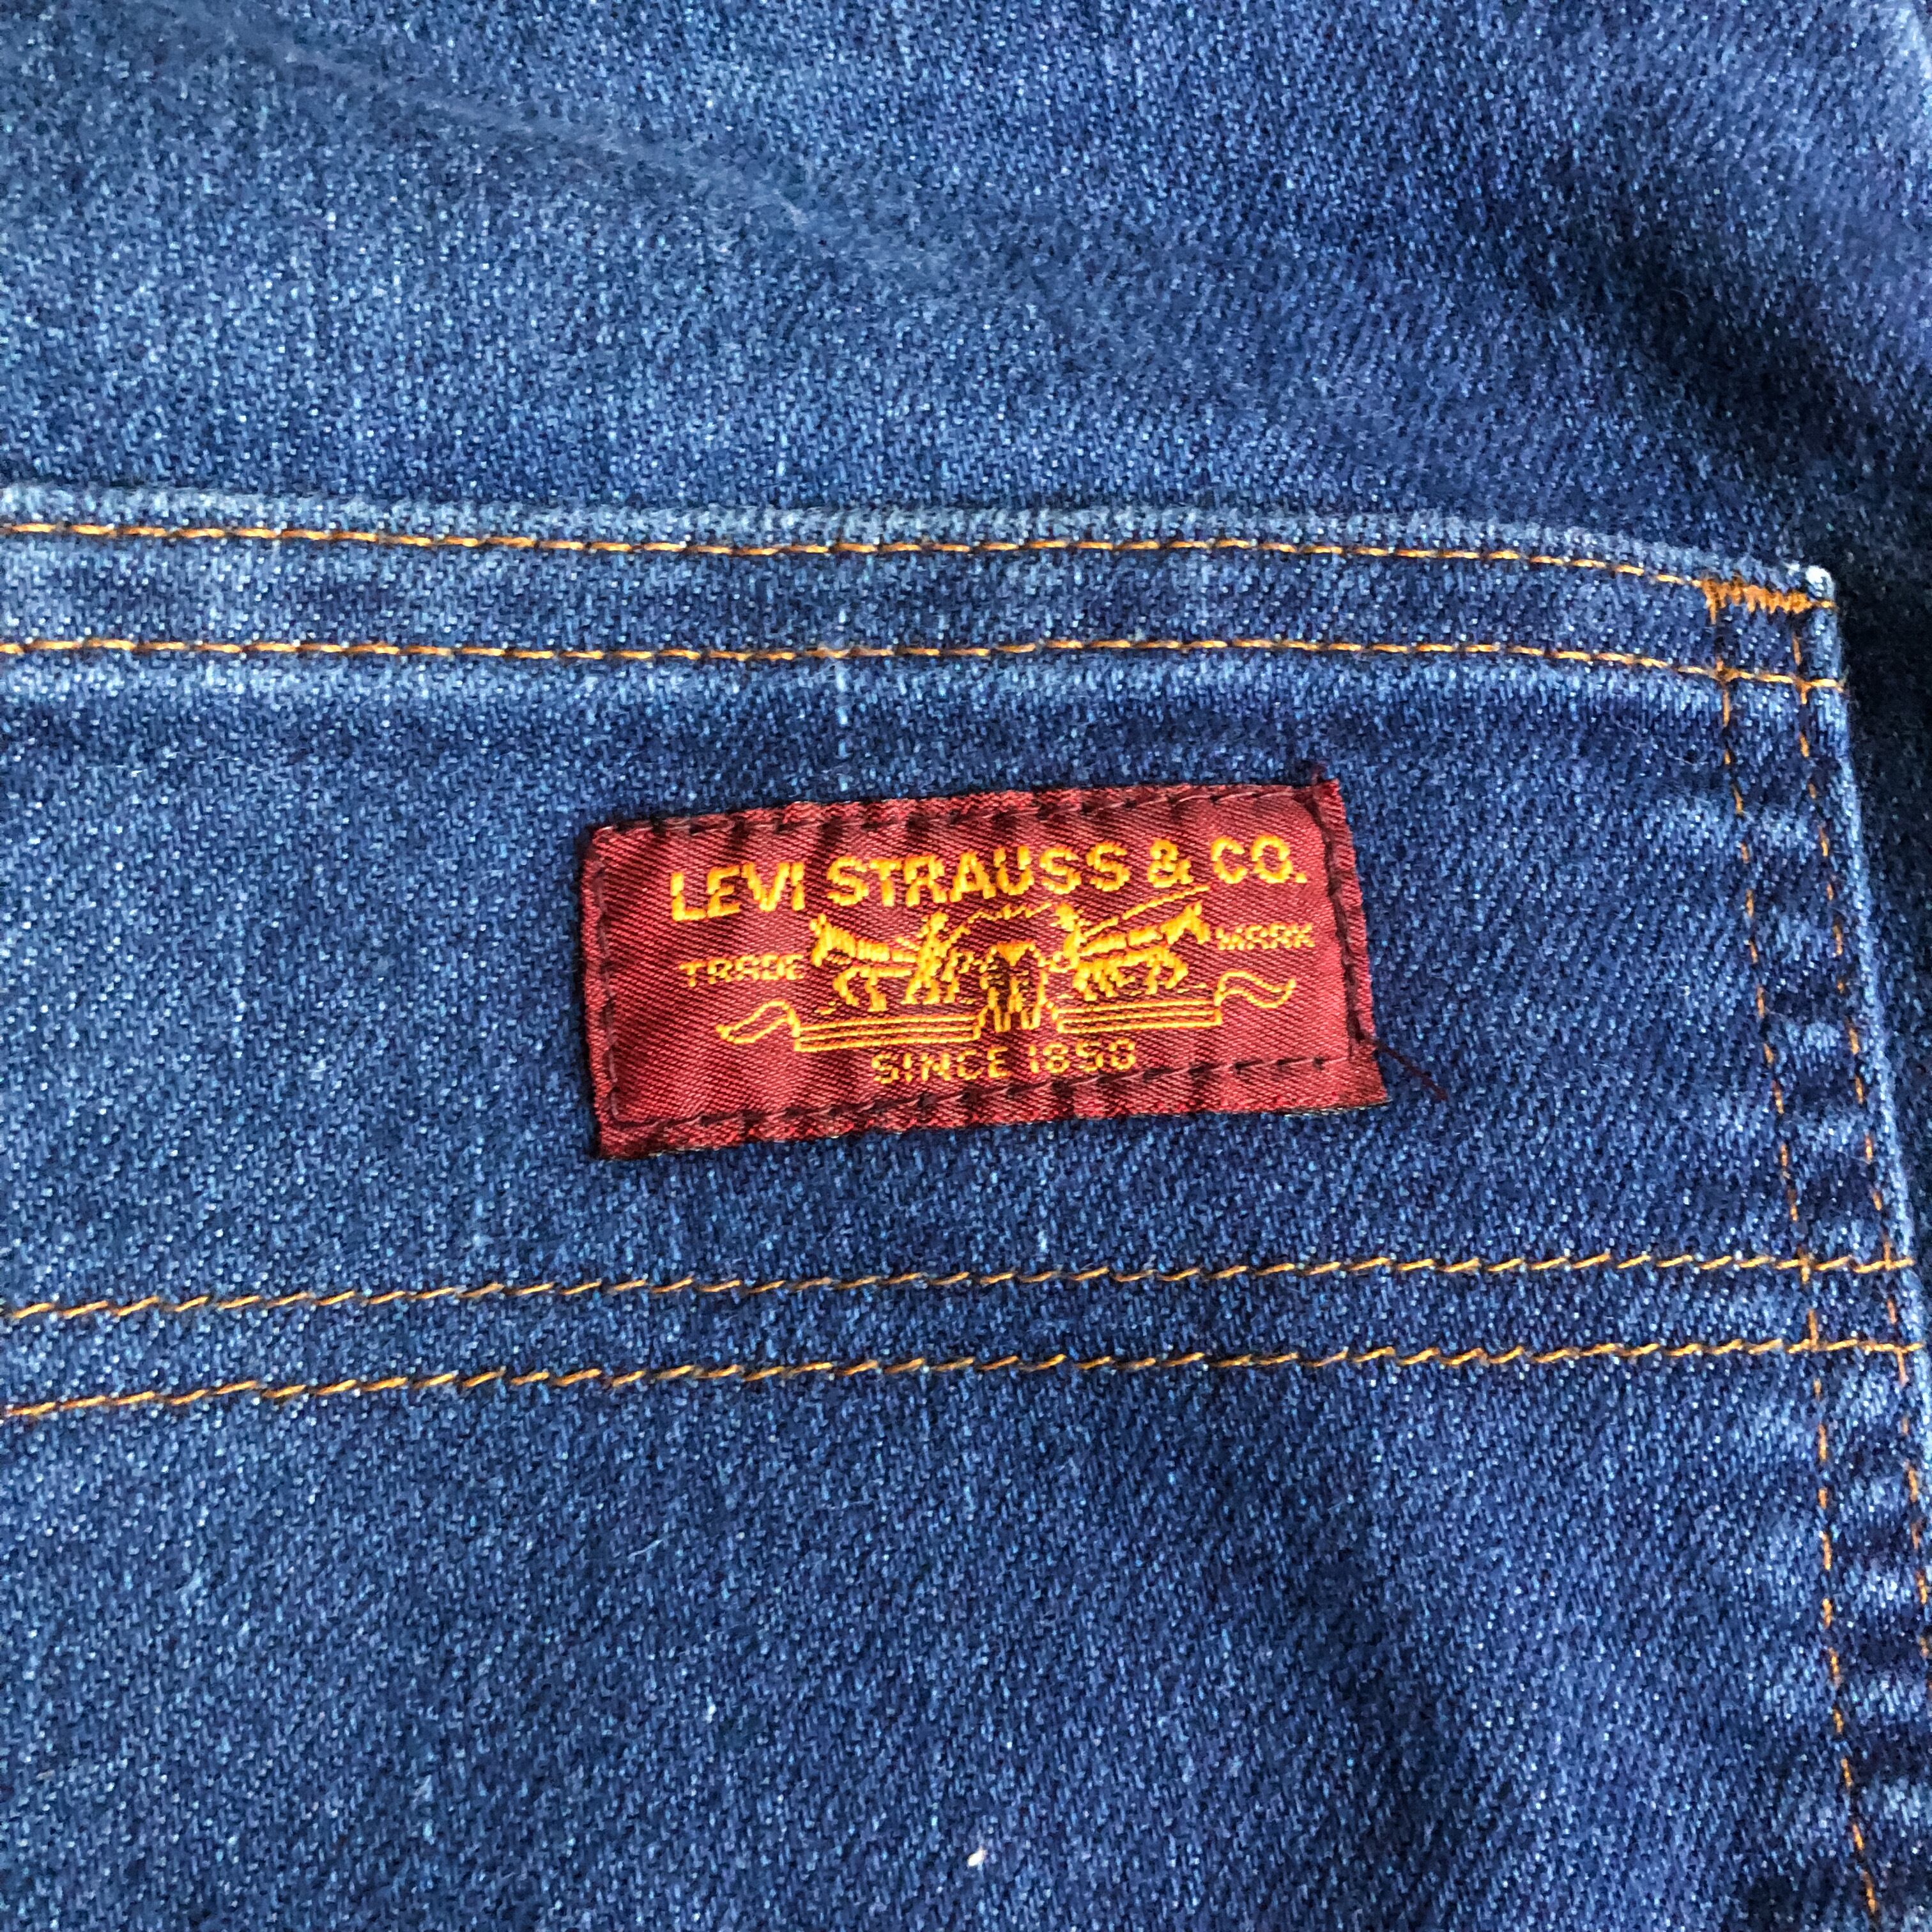 LEVI STRAUSS & CO.
TRADE MARK
SINCE 1850